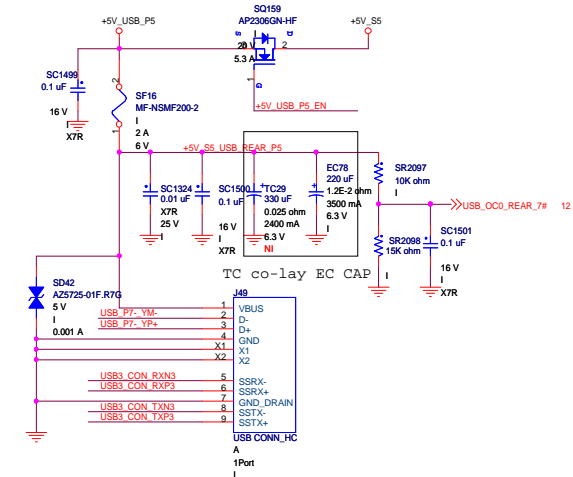 SQ159
AP2306GN-HF
+5V_USB_P5
+5V_S5
S
D
I
20 V
2
5.3 A
1
G
+5V_USB_P5_EN
SC1499
0.1 uF
16 V
I
X7R
2
SF16
MF-NSMF200-2
I
2 A
6 V
1
+5V_S5_USB_REAR_P5
SC1324
0.01 uF
X7R
25 V
I
SC1500
0.1 uF
16 V
I
X7R
TC29
330 uF
0.025 ohm
2400 mA
6.3 V
NI
EC78
220 uF
1.2E-2 ohm
3500 mA
6.3 V
I
SR2097
10K ohm
I
USB_OC0_REAR_7# 12
SR2098
15K ohm
I
SC1501
0.1 uF
16 V
I
X7R
TC co-lay EC CAP
SD42
AZ5725-01F.R7G
5 V
I
0.001 A
J49
1 VBUS
USB_P7-_YM- 2 D-
USB_P7-_YP+ 3 D+
4 GND
X1 X1
X2 X2
USB3_CON_RXN3 5 SSRX-
USB3_CON_RXP3 6 SSRX+
7 GND_DRAIN
USB3_CON_TXN3 8 SSTX-
USB3_CON_TXP3 9 SSTX+
USB CONN_HC
A
1Port
I